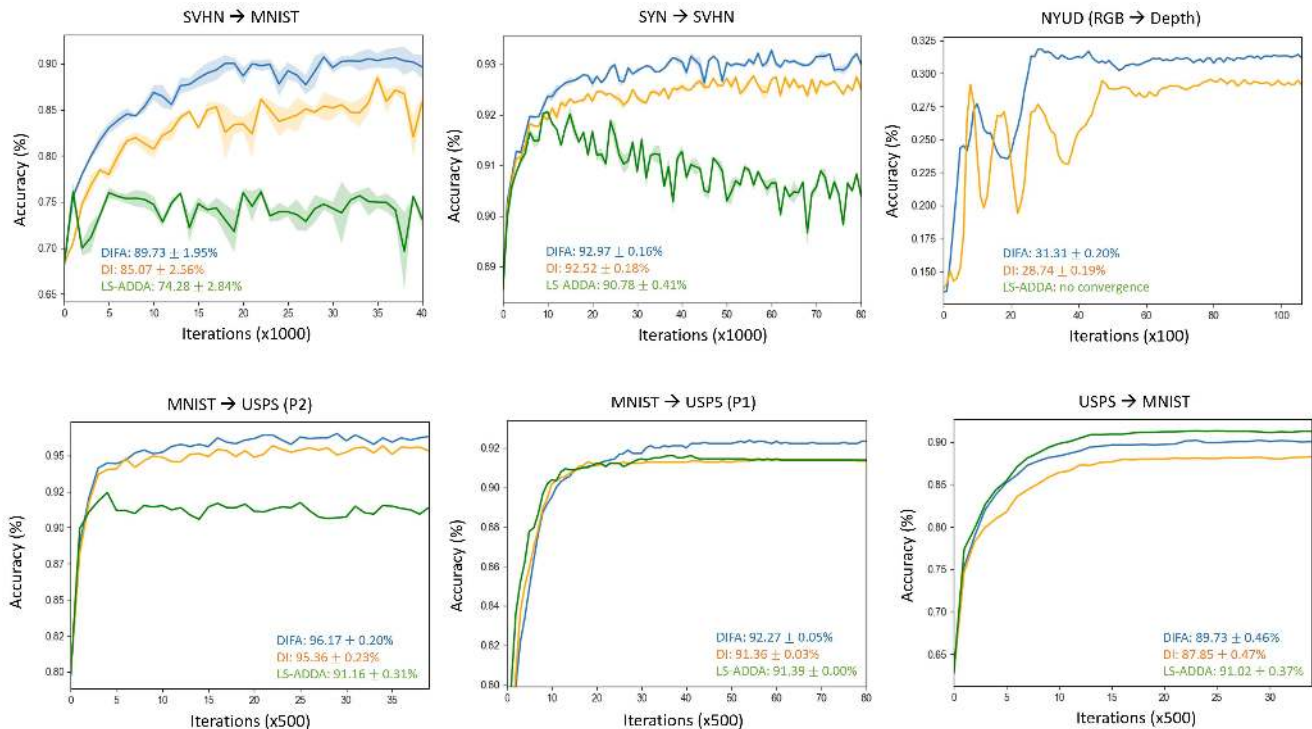 SVHN → MNIST
Accuracy (%)
0.90
0.85
0.80
0.75
0.70
0.65
DIFA: 89.73 ± 1.95%
DI: 85.07 ± 2.56%
LS-ADDA: 74.28 ± 2.84%
0 5 10 15 20 25 30 35 40
Iterations (x1000)
SYN → SVHN
Accuracy (%)
0.93
0.92
0.91
0.90
0.89
DIFA: 92.97 ± 0.16%
DI: 92.52 ± 0.18%
LS ADDA: 90.78 ± 0.41%
0 10 20 30 40 50 60 70 80
Iterations (x1000)
NYUD (RGB → Depth)
Accuracy (%)
0.325
0.300
0.275
0.250
0.225
0.200
0.175
0.150
DIFA: 31.31 ± 0.20%
DI: 28.74 ± 0.19%
LS-ADDA: no convergence
0 20 40 60 80 100
Iterations (x100)
MNIST → USPS (P2)
Accuracy (%)
0.95
0.92
0.90
0.87
0.85
0.82
0.80
DIFA: 96.17 ± 0.20%
DI: 95.36 ± 0.23%
LS-ADDA: 91.16 ± 0.31%
0 5 10 15 20 25 30 35
Iterations (x500)
MNIST → USPS (P1)
Accuracy (%)
0.92
0.90
0.88
0.86
0.84
0.82
0.80
DIFA: 92.27 ± 0.05%
DI: 91.36 ± 0.03%
LS-ADDA: 91.39 ± 0.00%
0 10 20 30 40 50 60 70 80
Iterations (x500)
USPS → MNIST
Accuracy (%)
0.90
0.85
0.80
0.75
0.70
0.65
DIFA: 89.73 ± 0.46%
DI: 87.85 ± 0.47%
LS-ADDA: 91.02 ± 0.37%
0 5 10 15 20 25 30
Iterations (x500)